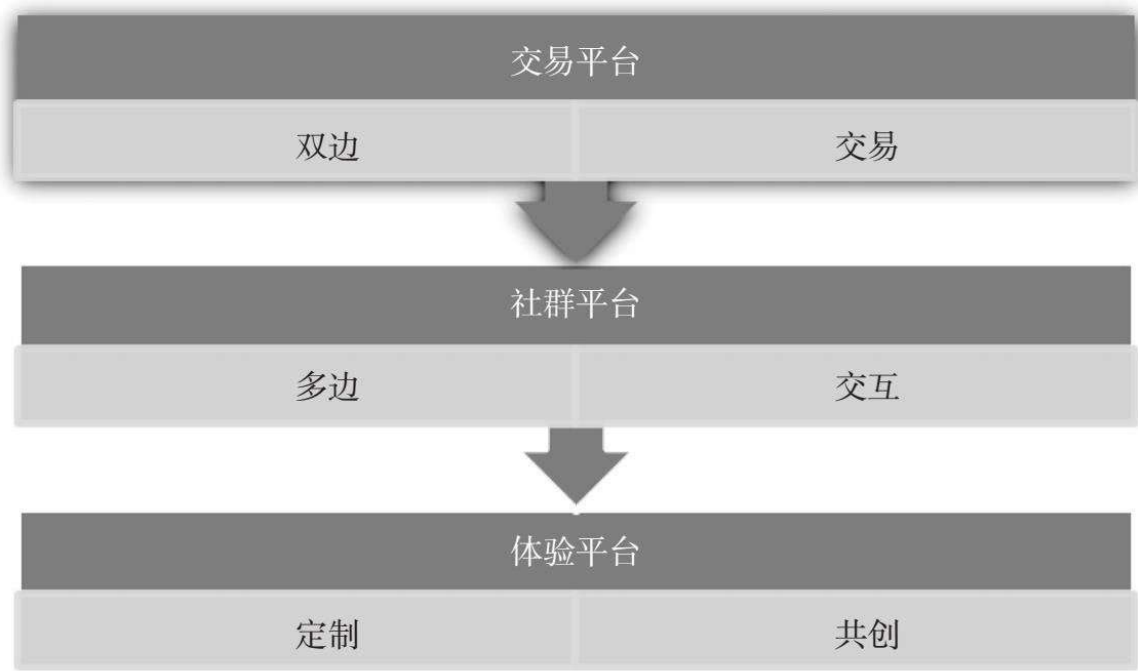 交易平台
双边 交易
社群平台
多边 交互
体验平台
定制 共创